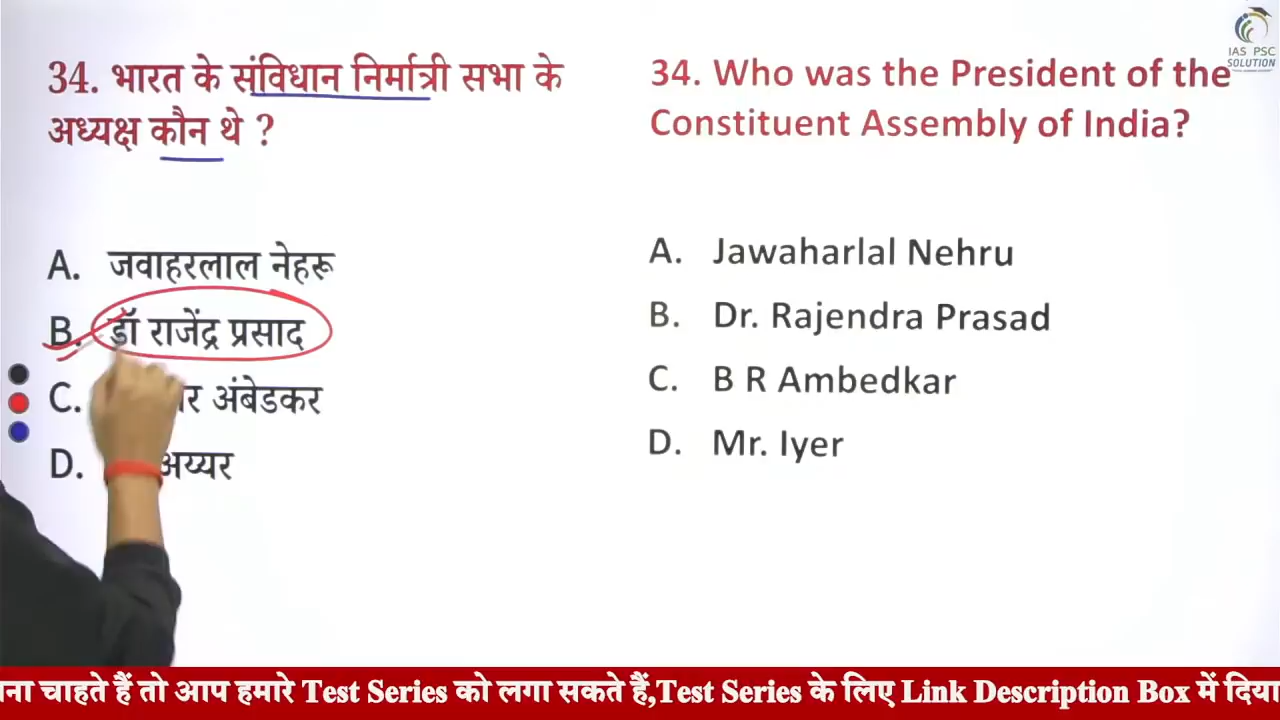 34. भारत के संविधान निर्मात्री सभा के
अध्यक्ष कौन थे ?
A. जवाहरलाल नेहरू
B. डॉ राजेंद्र प्रसाद
C. अंबेडकर
D. अय्यर
34. Who was the President of the
Constituent Assembly of India?
A. Jawaharlal Nehru
B. Dr. Rajendra Prasad
C. B R Ambedkar
D. Mr. Iyer
IAS PSC
SOLUTION
चाहते हैं तो आप हमारे Test Series को लगा सकते हैं,Test Series के लिए Link Description Box में दिया